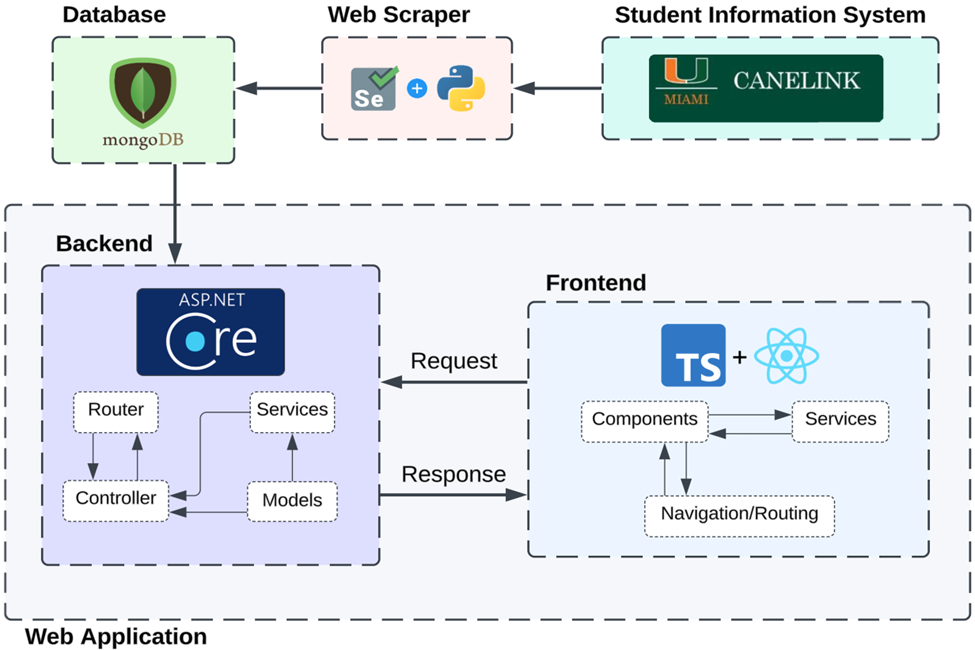 Database
Web Scraper
Student Information System
mongoDB
Se
+
MIAMI
CANELINK
Backend
ASP.NET
Core
Router
Services
Controller
Models
Request
Response
Frontend
TS
+
Components
Services
Navigation/Routing
Web Application